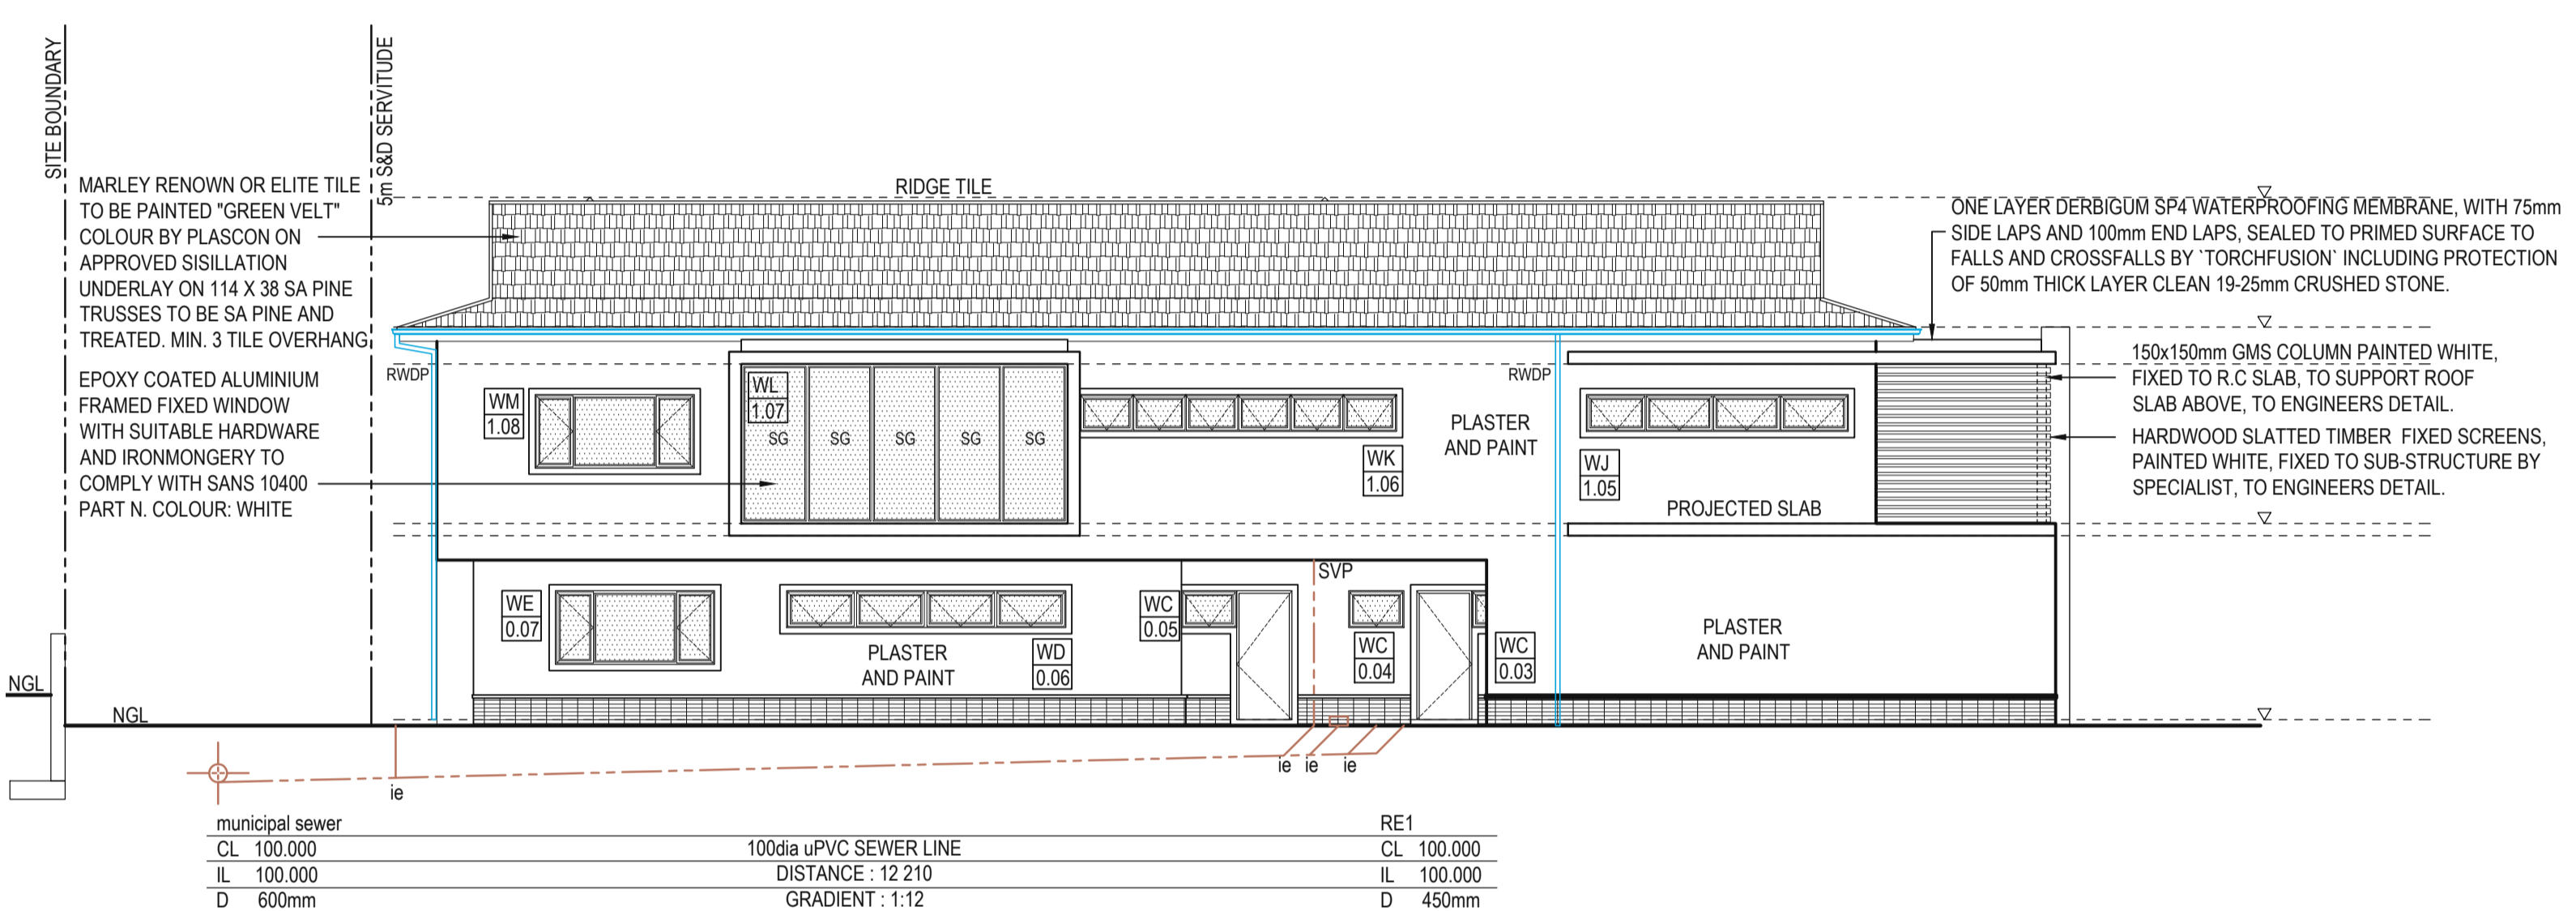 SITE BOUNDARY
5m S&D SERVITUDE
MARLEY RENOWN OR ELITE TILE
TO BE PAINTED "GREEN VELT"
COLOUR BY PLASCON ON
APPROVED SISILLATION
UNDERLAY ON 114 X 38 SA PINE
TRUSSES TO BE SA PINE AND
TREATED. MIN. 3 TILE OVERHANG
EPOXY COATED ALUMINIUM
FRAMED FIXED WINDOW
WITH SUITABLE HARDWARE
AND IRONMONGERY TO
COMPLY WITH SANS 10400
PART N. COLOUR: WHITE
RIDGE TILE
ONE LAYER DERBIGUM SP4 WATERPROOFING MEMBRANE, WITH 75mm
SIDE LAPS AND 100mm END LAPS, SEALED TO PRIMED SURFACE TO
FALLS AND CROSSFALLS BY `TORCHFUSION` INCLUDING PROTECTION
OF 50mm THICK LAYER CLEAN 19-25mm CRUSHED STONE.
150x150mm GMS COLUMN PAINTED WHITE,
FIXED TO R.C SLAB, TO SUPPORT ROOF
SLAB ABOVE, TO ENGINEERS DETAIL.
HARDWOOD SLATTED TIMBER FIXED SCREENS,
PAINTED WHITE, FIXED TO SUB-STRUCTURE BY
SPECIALIST, TO ENGINEERS DETAIL.
RWDP
WM
1.08
WL
1.07
SG SG SG SG SG
WK
1.06
PLASTER
AND PAINT
RWDP
WJ
1.05
PROJECTED SLAB
WE
0.07
PLASTER
AND PAINT
WD
0.06
WC
0.05
SVP
WC
0.04
WC
0.03
PLASTER
AND PAINT
NGL
NGL
ie
ie ie ie
municipal sewer
RE1
CL 100.000
100dia uPVC SEWER LINE
CL 100.000
IL 100.000
DISTANCE : 12 210
IL 100.000
D 600mm
GRADIENT : 1:12
D 450mm